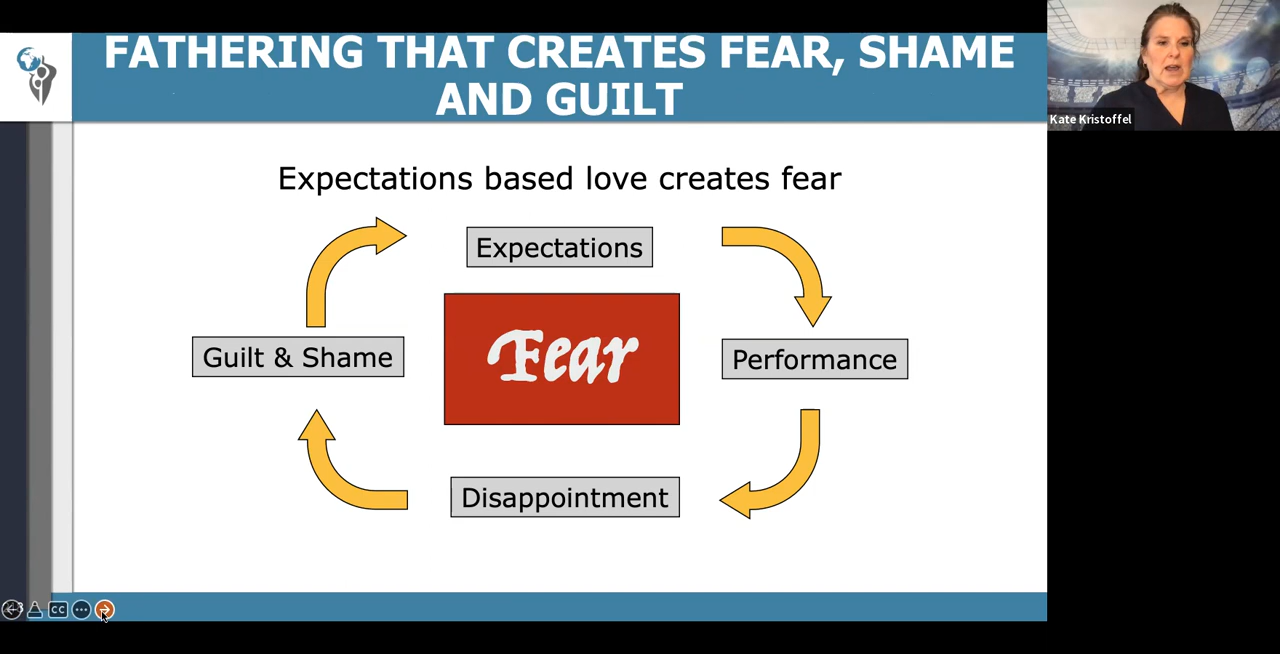 FATHERING THAT CREATES FEAR, SHAME
AND GUILT
Kate Kristoffel
Expectations based love creates fear
Expectations
Guilt & Shame
Fear
Performance
Disappointment
CC